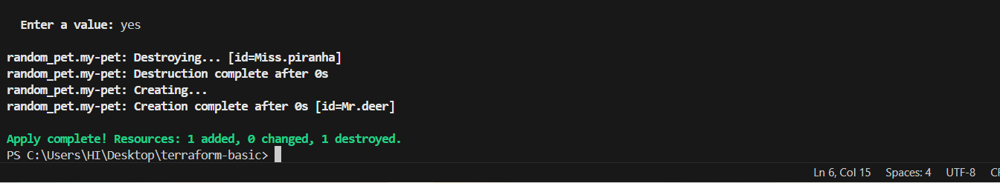 Enter a value: yes
random_pet.my-pet: Destroying... [id=Miss.piranha]
random_pet.my-pet: Destruction complete after 0s
random_pet.my-pet: Creating...
random_pet.my-pet: Creation complete after 0s [id=Mr.deer]
Apply complete! Resources: 1 added, 0 changed, 1 destroyed.
PS C:\Users\HI\Desktop\terraform-basic>
Ln 6, Col 15 Spaces: 4 UTF-8